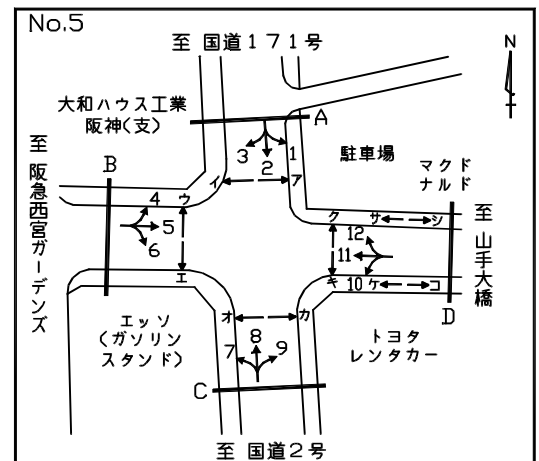 No.5
至 国道171号
N
大和ハウス工業
阪神(支)
A
駐車場
マクド
ナルド
至 阪急西宮ガーデンズ
B
3
2
1
イ
ア
4
ウ
5
6
エ
ク
サ
シ
12
11
10
キ
ケ
コ
至 山手大橋
D
オ
カ
8
7
9
エッソ
(ガソリン
スタンド)
トヨタ
レンタカー
C
至 国道2号